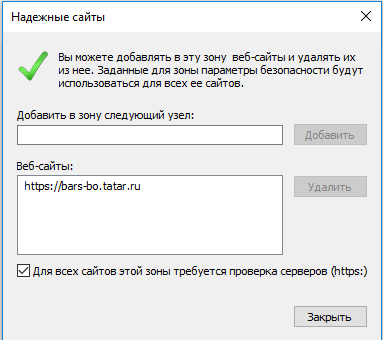 Надежные сайты
Вы можете добавлять в эту зону веб-сайты и удалять их
из нее. Заданные для зоны параметры безопасности будут
использоваться для всех ее сайтов.
Добавить в зону следующий узел:
Добавить
Веб-сайты:
https://bars-bo.tatar.ru
Удалить
Для всех сайтов этой зоны требуется проверка серверов (https:)
Закрыть